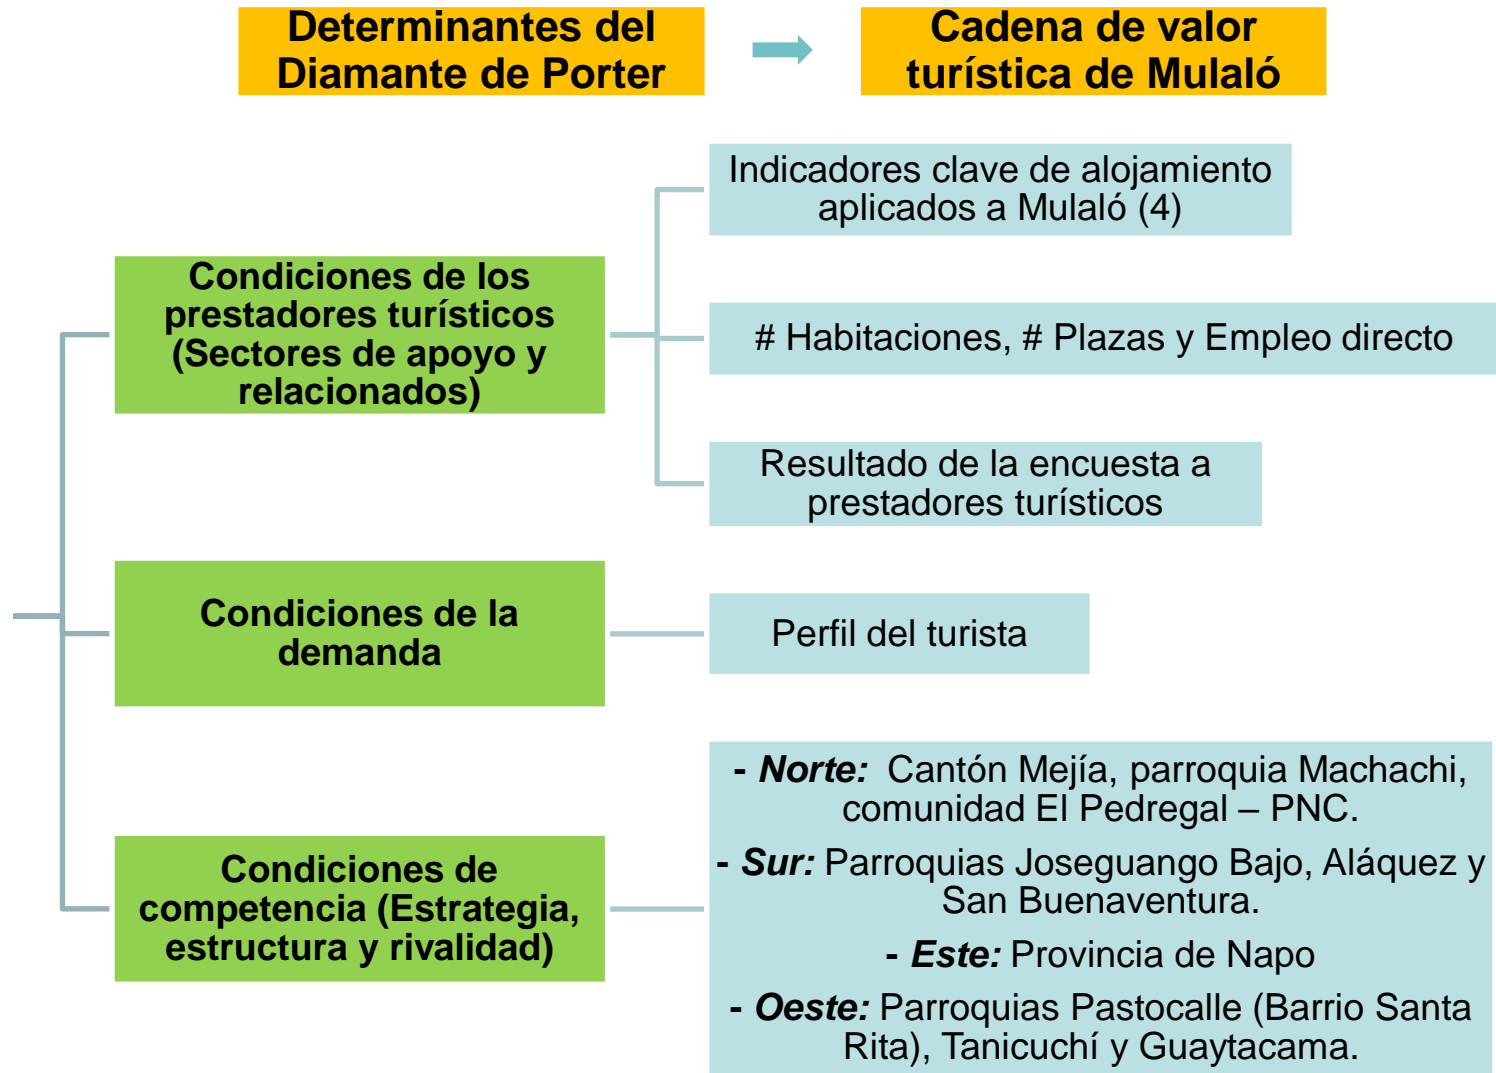 Determinantes del
Diamante de Porter
Cadena de valor
turística de Mulaló
Condiciones de los
prestadores turísticos
(Sectores de apoyo y
relacionados)
Indicadores clave de alojamiento
aplicados a Mulaló (4)
# Habitaciones, # Plazas y Empleo directo
Resultado de la encuesta a
prestadores turísticos
Condiciones de la
demanda
Perfil del turista
Condiciones de
competencia (Estrategia,
estructura y rivalidad)
- Norte: Cantón Mejía, parroquia Machachi,
comunidad El Pedregal – PNC.
- Sur: Parroquias Joseguango Bajo, Aláquez y
San Buenaventura.
- Este: Provincia de Napo
- Oeste: Parroquias Pastocalle (Barrio Santa
Rita), Tanicuchí y Guaytacama.